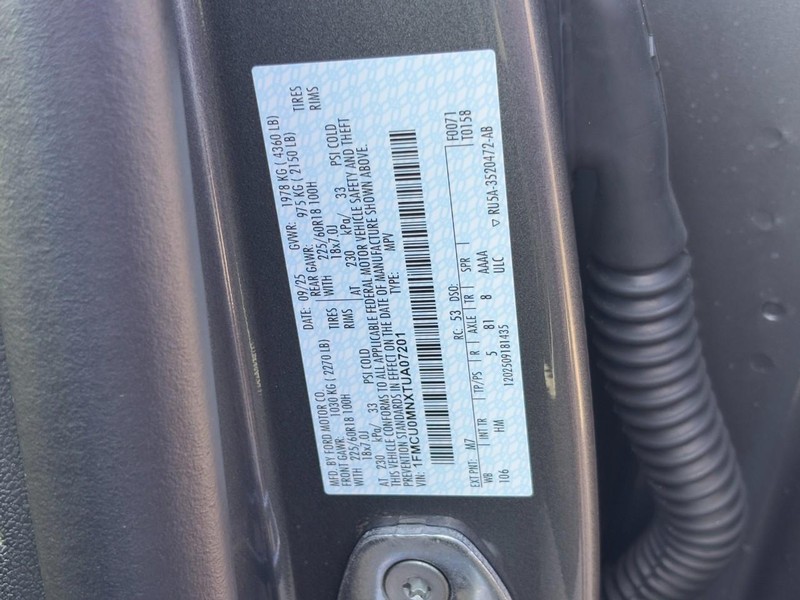 MFD. BY FORD MOTOR CO. DATE: 09/25 GVWR: 1978 KG ( 4360 LB)
FRONT GAWR: 1030 KG ( 2270 LB) REAR GAWR: 975 KG ( 2150 LB)
WITH 225/60R18 100H TIRES WITH 225/60R18 100H TIRES
18x7.0J RIMS 18x7.0J RIMS
AT 230 kPa/ 33 PSI COLD AT 230 kPa/ 33 PSI COLD
THIS VEHICLE CONFORMS TO ALL APPLICABLE FEDERAL MOTOR VEHICLE SAFETY AND THEFT
PREVENTION STANDARDS IN EFFECT ON THE DATE OF MANUFACTURE SHOWN ABOVE.
VIN: 1FMCU0MNXTUA07201 TYPE: MPV
F0071
T0158
EXT PNT: M7 RC: 53 DSO:
WB INT TR TP/PS R AXLE TR SPR
106 HM 5 81 8 AAAA
ULC
1202509181435 ▽ RU5A-3520472-AB